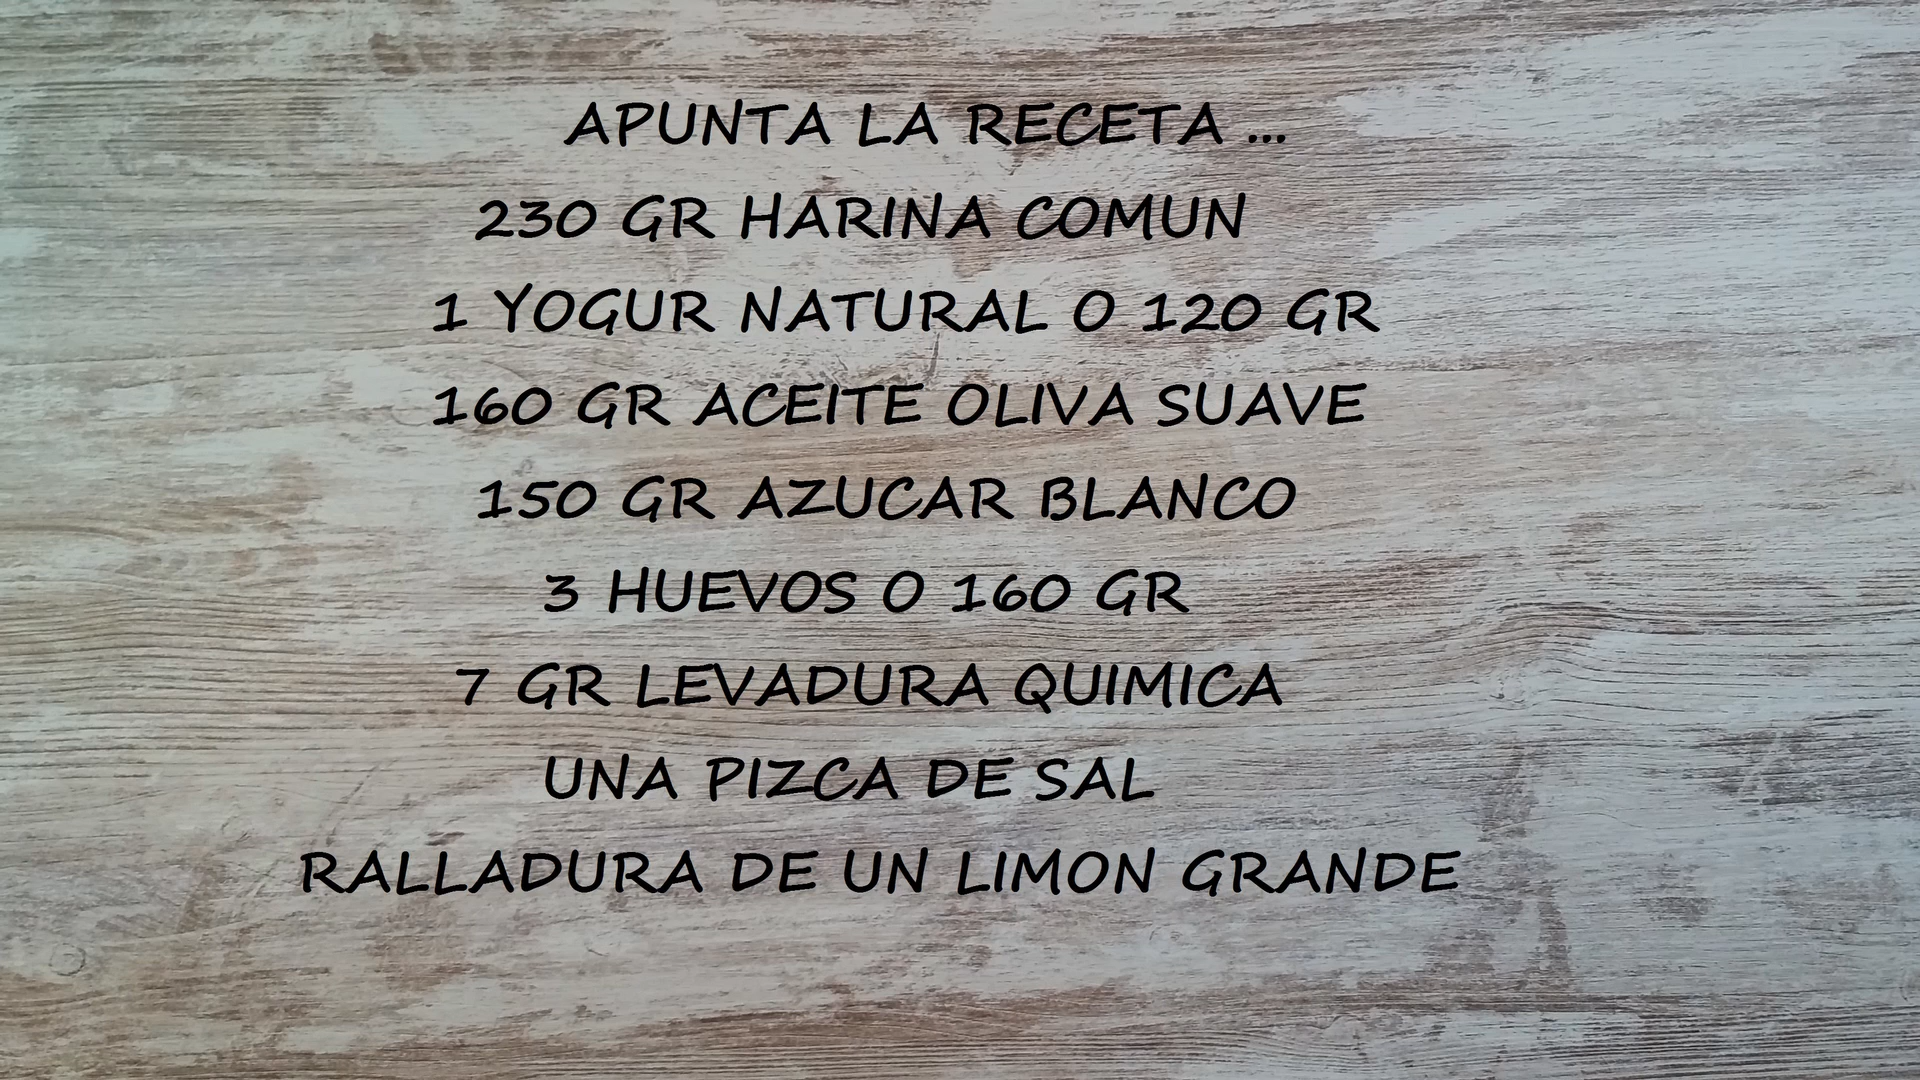 APUNTA LA RECETA ...
230 GR HARINA COMUN
1 YOGUR NATURAL O 120 GR
160 GR ACEITE OLIVA SUAVE
150 GR AZUCAR BLANCO
3 HUEVOS O 160 GR
7 GR LEVADURA QUIMICA
UNA PIZCA DE SAL
RALLADURA DE UN LIMON GRANDE